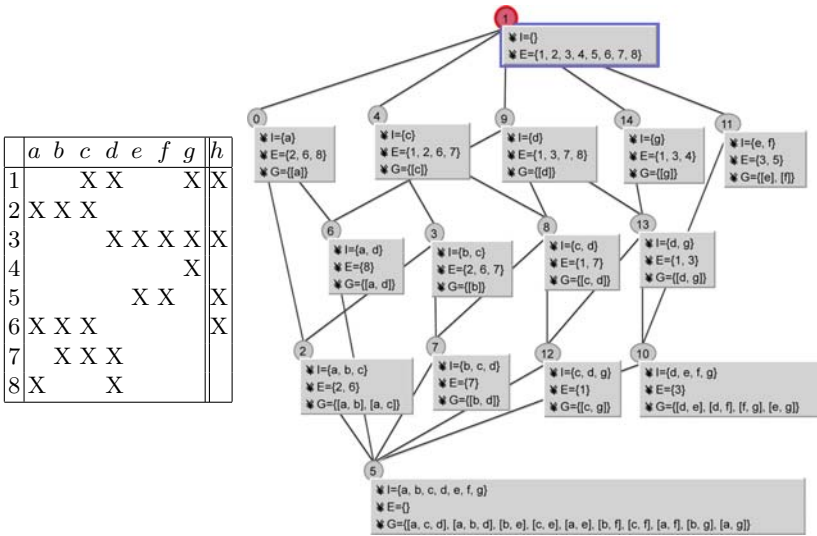 a b c d e f g h
1 X X X X
2 X X X
3 X X X X X
4 X
5 X X X
6 X X X X
7 X X X
8 X X
1
I={}
E={1, 2, 3, 4, 5, 6, 7, 8}
0
I={a}
E={2, 6, 8}
G={[a]}
4
I={c}
E={1, 2, 6, 7}
G={[c]}
9
I={d}
E={1, 3, 7, 8}
G={[d]}
14
I={g}
E={1, 3, 4}
G={[g]}
11
I={e, f}
E={3, 5}
G={[e], [f]}
6
I={a, d}
E={8}
G={[a, d]}
3
I={b, c}
E={2, 6, 7}
G={[b]}
8
I={c, d}
E={1, 7}
G={[c, d]}
13
I={d, g}
E={1, 3}
G={[d, g]}
2
I={a, b, c}
E={2, 6}
G={[a, b], [a, c]}
7
I={b, c, d}
E={7}
G={[b, d]}
12
I={c, d, g}
E={1}
G={[c, g]}
10
I={d, e, f, g}
E={3}
G={[d, e], [d, f], [f, g], [e, g]}
5
I={a, b, c, d, e, f, g}
E={}
G={[a, c, d], [a, b, d], [b, e], [c, e], [a, e], [b, f], [c, f], [a, f], [b, g], [a, g]}